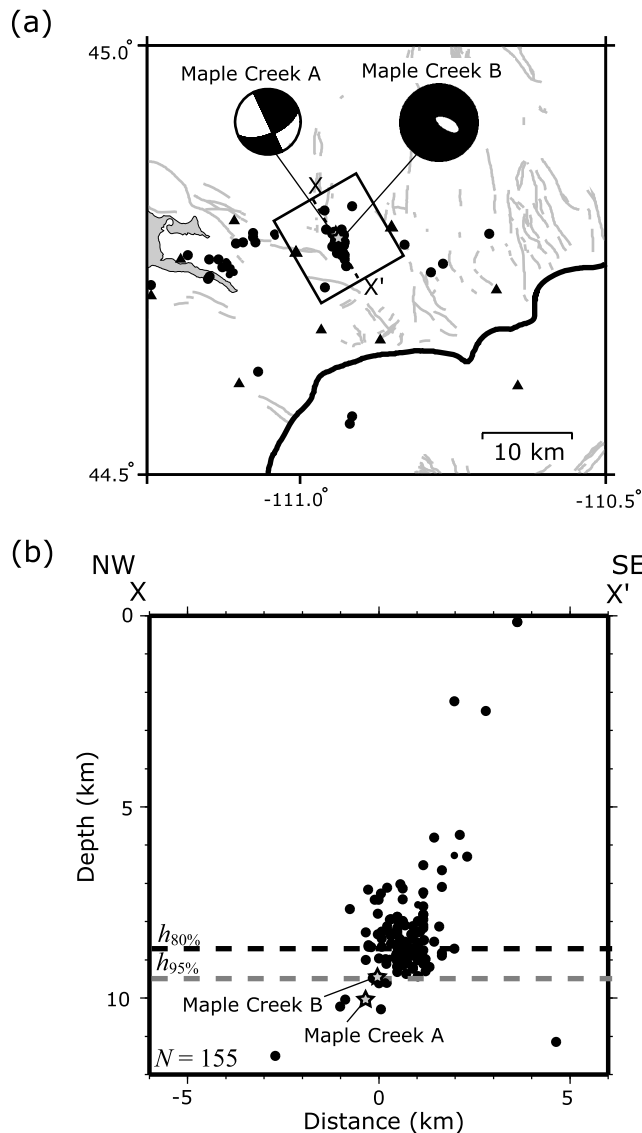 (a)
45.0°
Maple Creek A
Maple Creek B
X
X'
10 km
44.5°
-111.0°
-110.5°
(b)
NW
SE
X
X'
0
5
10
Depth (km)
h80%
h95%
Maple Creek B
Maple Creek A
N = 155
-5
0
5
Distance (km)